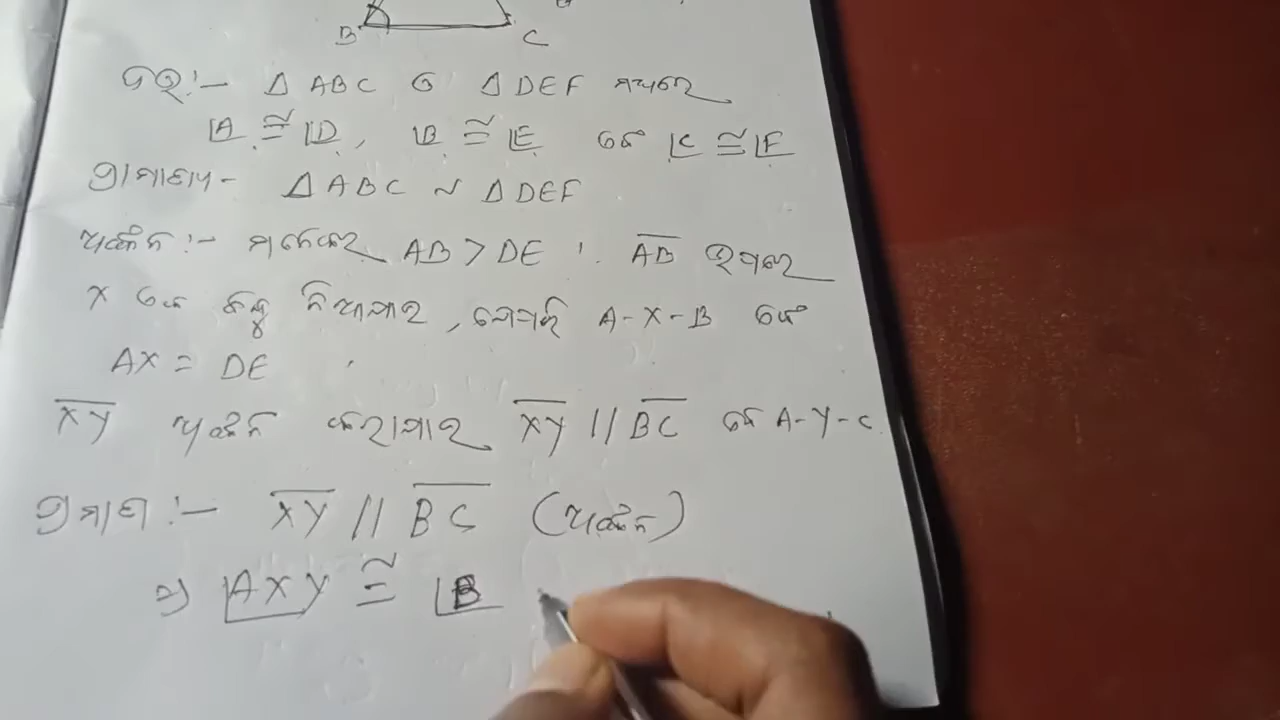 B C
ଦତ୍ତ :- Δ ABC ଓ Δ DEF ମଧ୍ୟରେ
∠A ≅ ∠D, ∠B ≅ ∠E ଏବଂ ∠C ≅ ∠F
ପ୍ରାମାଣ୍ୟ - Δ ABC ~ Δ DEF
ଅଙ୍କନ :- ମନେକର AB > DE । AB ଉପରେ
X ଏକ ବିନ୍ଦୁ ନିଆଯାଉ, ଯେପରି A-X-B ଏବଂ
AX = DE
XY ଅଙ୍କନ କରାଯାଉ XY // BC ଏବଂ A-Y-C
ପ୍ରମାଣ :- XY // BC (ଅଙ୍କନ)
⇒ ∠AXY ≅ ∠B